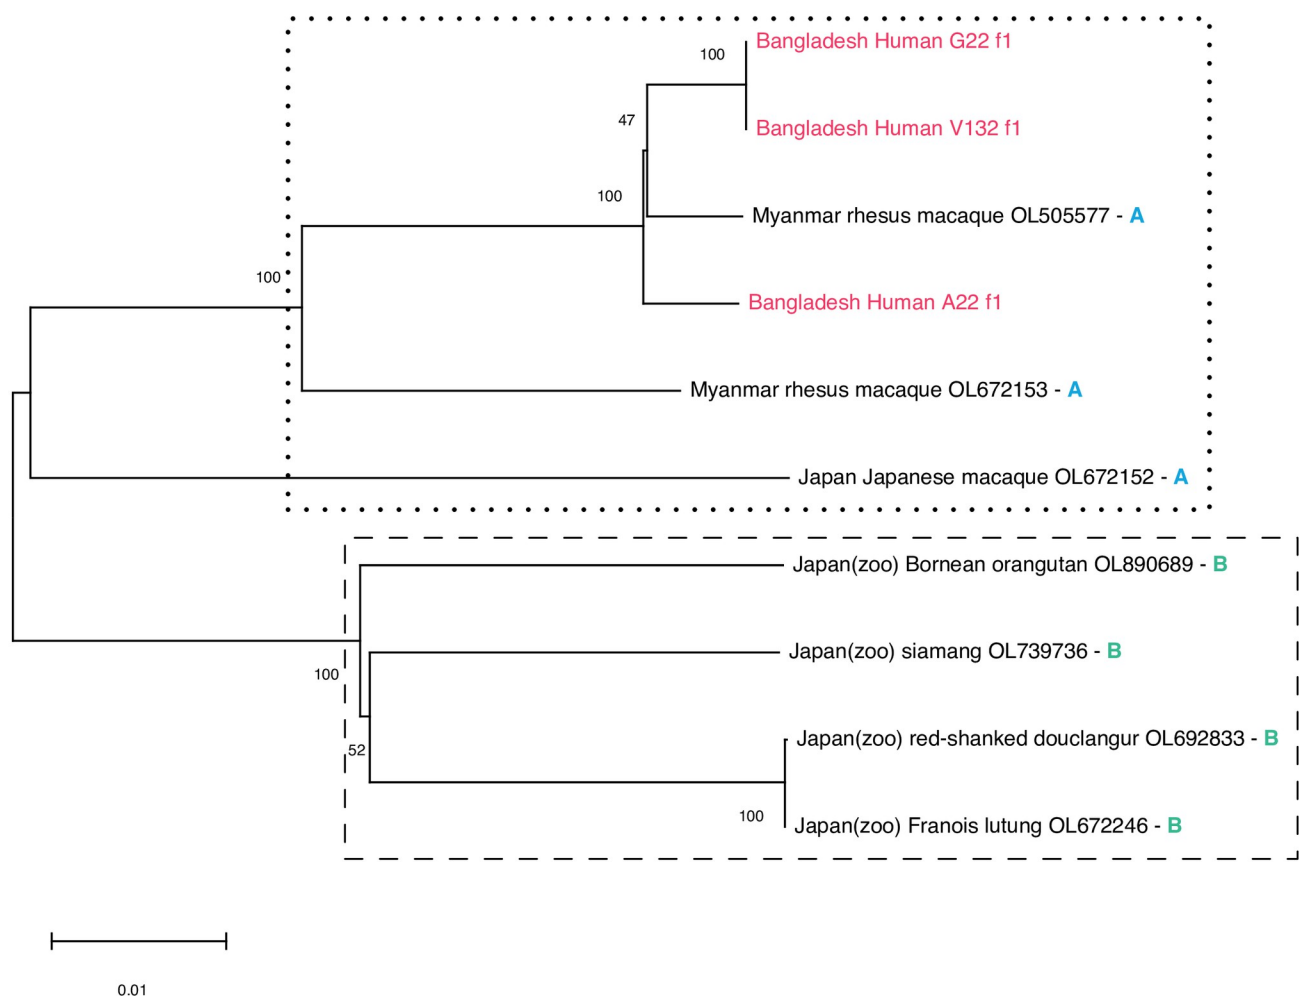 Bangladesh Human G22 f1
100
Bangladesh Human V132 f1
47
Myanmar rhesus macaque OL505577 - A
100
Bangladesh Human A22 f1
100
Myanmar rhesus macaque OL672153 - A
Japan Japanese macaque OL672152 - A
Japan(zoo) Bornean orangutan OL890689 - B
Japan(zoo) siamang OL739736 - B
100
Japan(zoo) red-shanked douclangur OL692833 - B
52
Japan(zoo) Franois lutung OL672246 - B
100
0.01